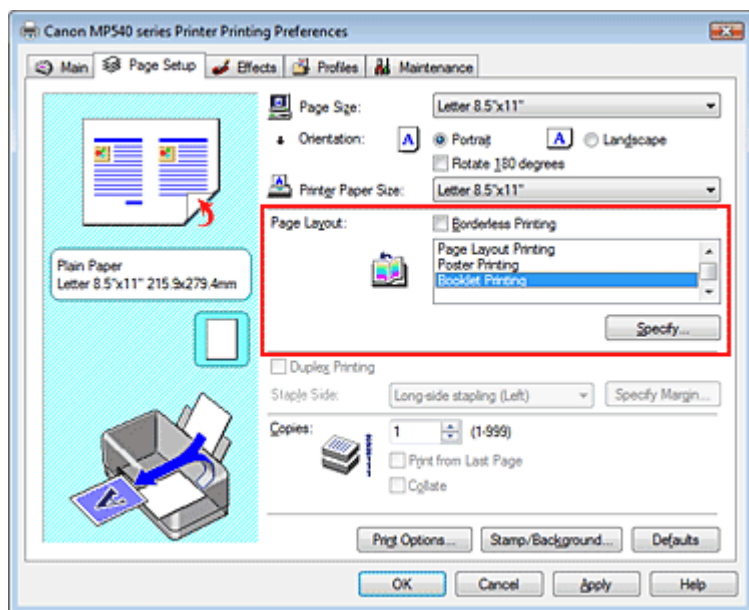 Canon MP540 series Printer Printing Preferences
Main Page Setup Effects Profiles Maintenance
Page Size: Letter 8.5"x11"
Orientation: A Portrait A Landscape
Rotate 180 degrees
Printer Paper Size: Letter 8.5"x11"
Page Layout: Borderless Printing
Page Layout Printing
Poster Printing
Booklet Printing
Specify...
Plain Paper
Letter 8.5"x11" 215.9x279.4mm
Duplex Printing
Staple Side: Long-side stapling (Left) Specify Margin...
Copies: 1 (1-999)
Print from Last Page
Collate
A
Print Options... Stamp/Background... Defaults
OK Cancel Apply Help